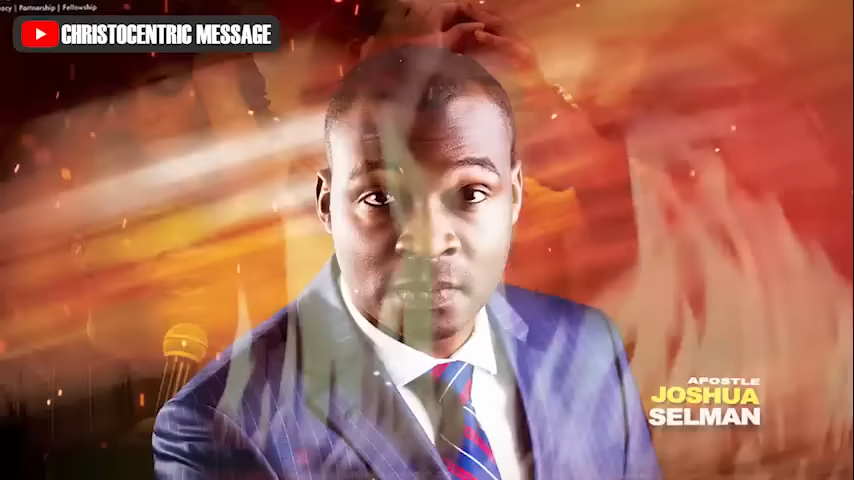 Partnership | Fellowship
CHRISTOCENTRIC MESSAGE
APOSTLE
JOSHUA
SELMAN